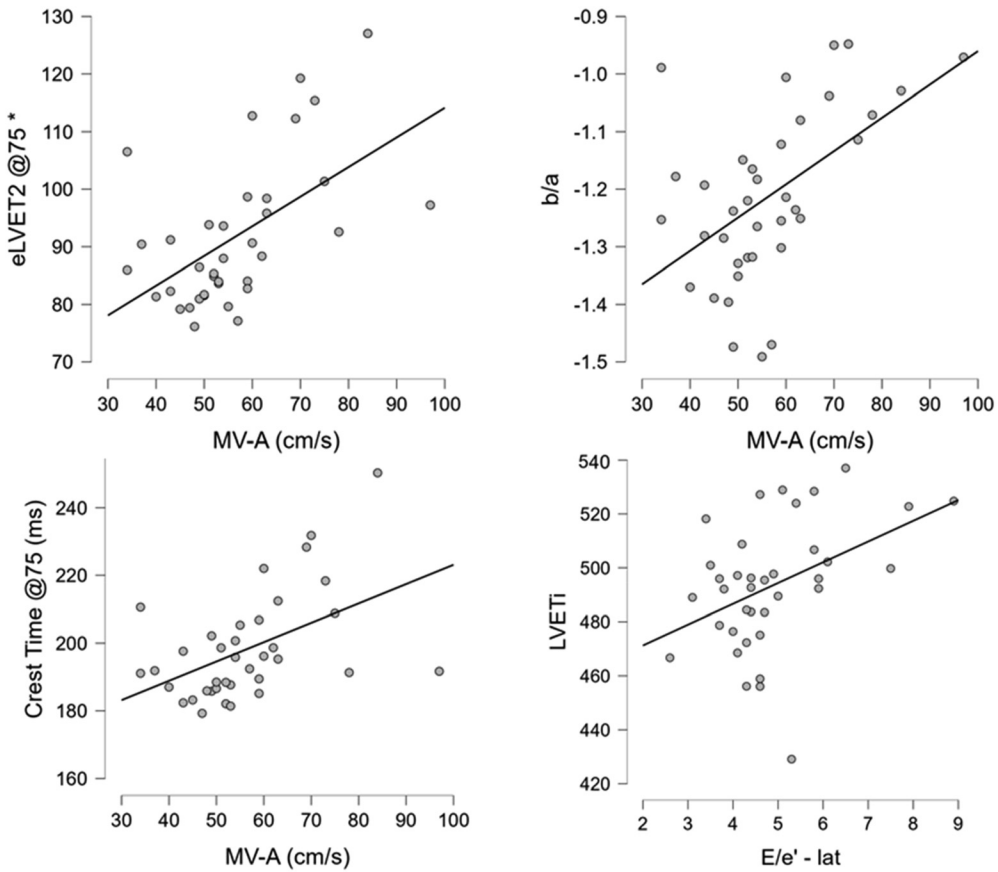 eLVET2 @75 *
130
120
110
100
90
80
70
30 40 50 60 70 80 90 100
MV-A (cm/s)
b/a
-0.9
-1.0
-1.1
-1.2
-1.3
-1.4
-1.5
30 40 50 60 70 80 90 100
MV-A (cm/s)
Crest Time @75 (ms)
240
220
200
180
160
30 40 50 60 70 80 90 100
MV-A (cm/s)
LVETi
540
520
500
480
460
440
420
2 3 4 5 6 7 8 9
E/e' - lat